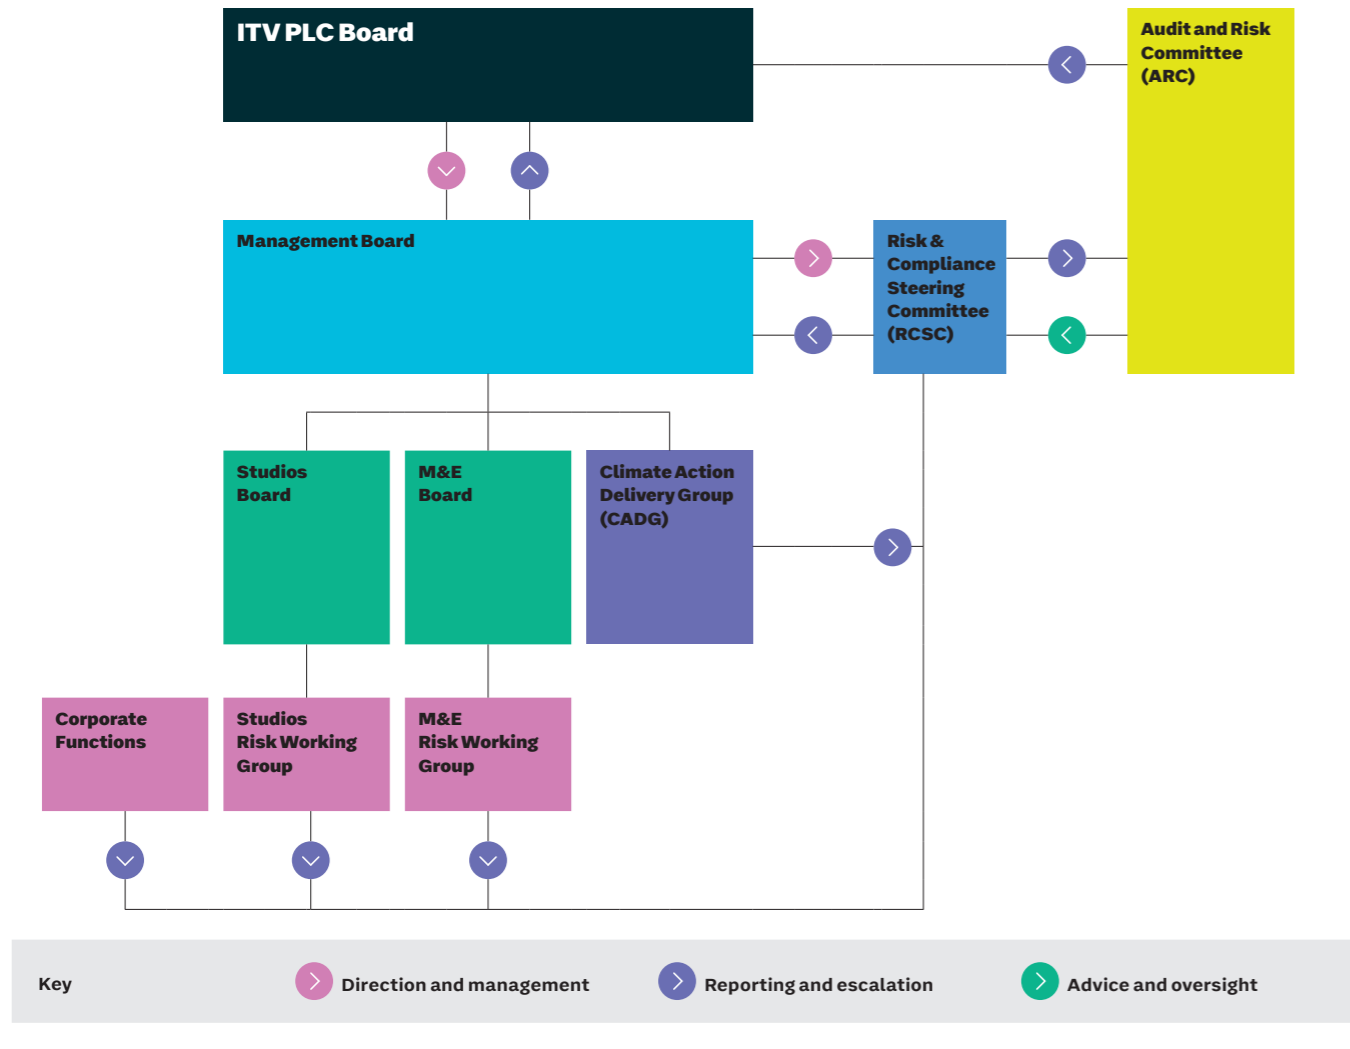 ITV PLC Board
Audit and Risk
Committee
(ARC)
Management Board
Risk &
Compliance
Steering
Committee
(RCSC)
Studios
Board
M&E
Board
Climate Action
Delivery Group
(CADG)
Corporate
Functions
Studios
Risk Working
Group
M&E
Risk Working
Group
Key
Direction and management
Reporting and escalation
Advice and oversight